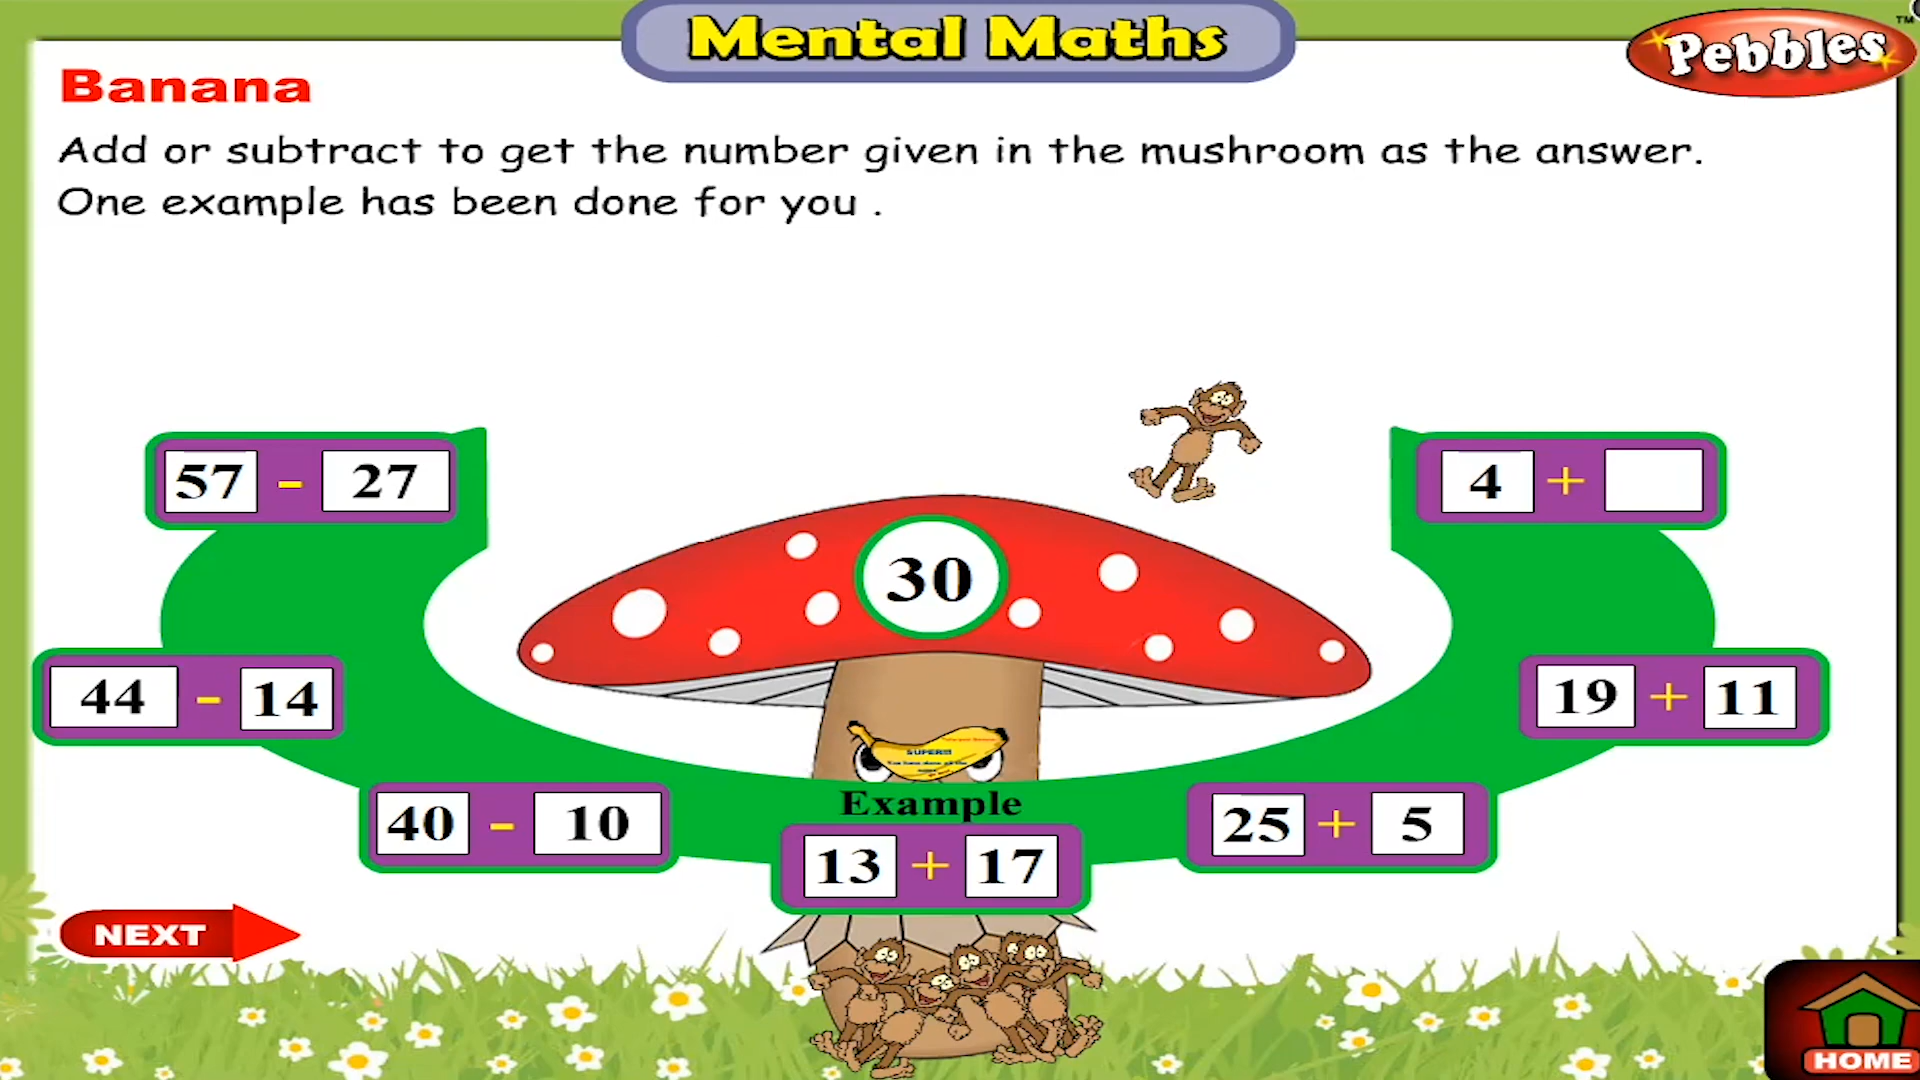 Mental Maths
Pebbles™
Banana
Add or subtract to get the number given in the mushroom as the answer.
One example has been done for you .
57 - 27
4 +
30
44 - 14
19 + 11
SUPER!!!
40 - 10
Example
13 + 17
25 + 5
NEXT
HOME